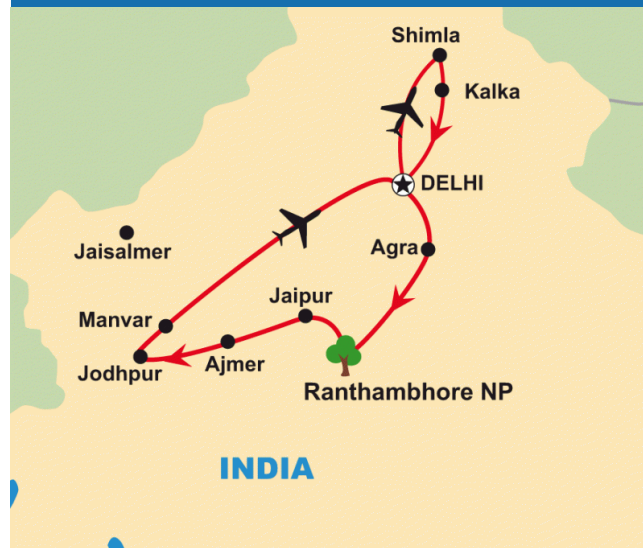 Shimla
Kalka
DELHI
Agra
Jaisalmer
Jaipur
Manvar
Ajmer
Jodhpur
Ranthambhore NP
INDIA